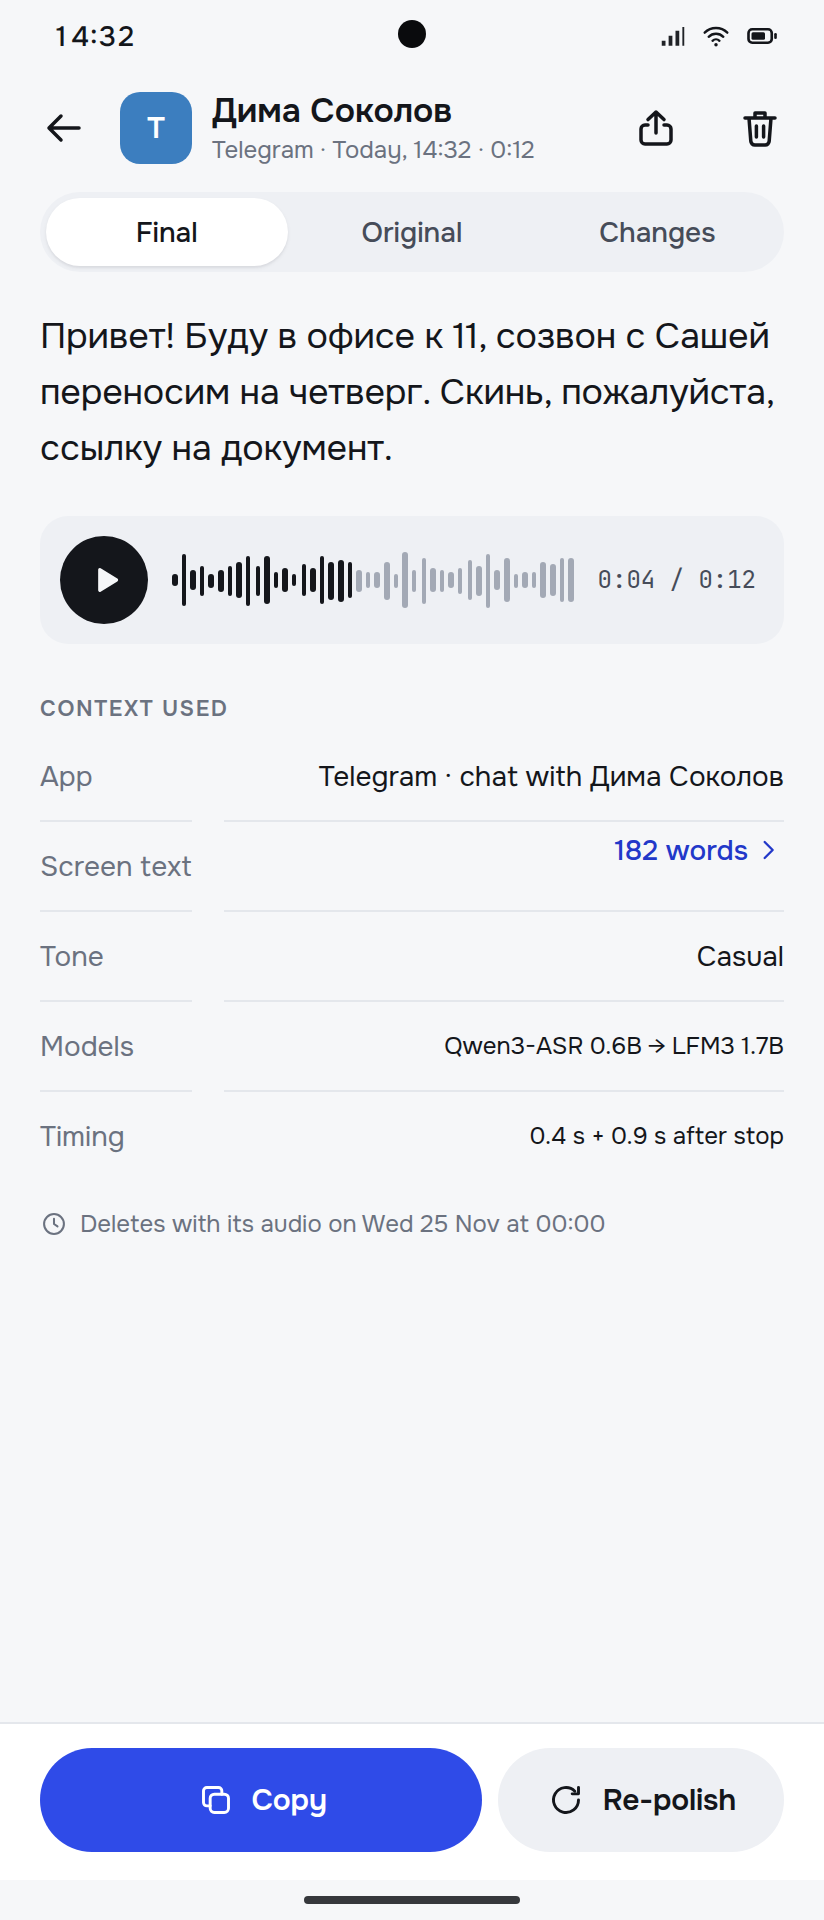 14:32
T
Дима Соколов
Telegram · Today, 14:32 · 0:12
Final
Original
Changes
Привет! Буду в офисе к 11, созвон с Сашей
переносим на четверг. Скинь, пожалуйста,
ссылку на документ.
0:04 / 0:12
CONTEXT USED
App
Telegram · chat with Дима Соколов
Screen text
182 words
Tone
Casual
Models
Qwen3-ASR 0.6B → LFM3 1.7B
Timing
0.4 s + 0.9 s after stop
Deletes with its audio on Wed 25 Nov at 00:00
Copy
Re-polish